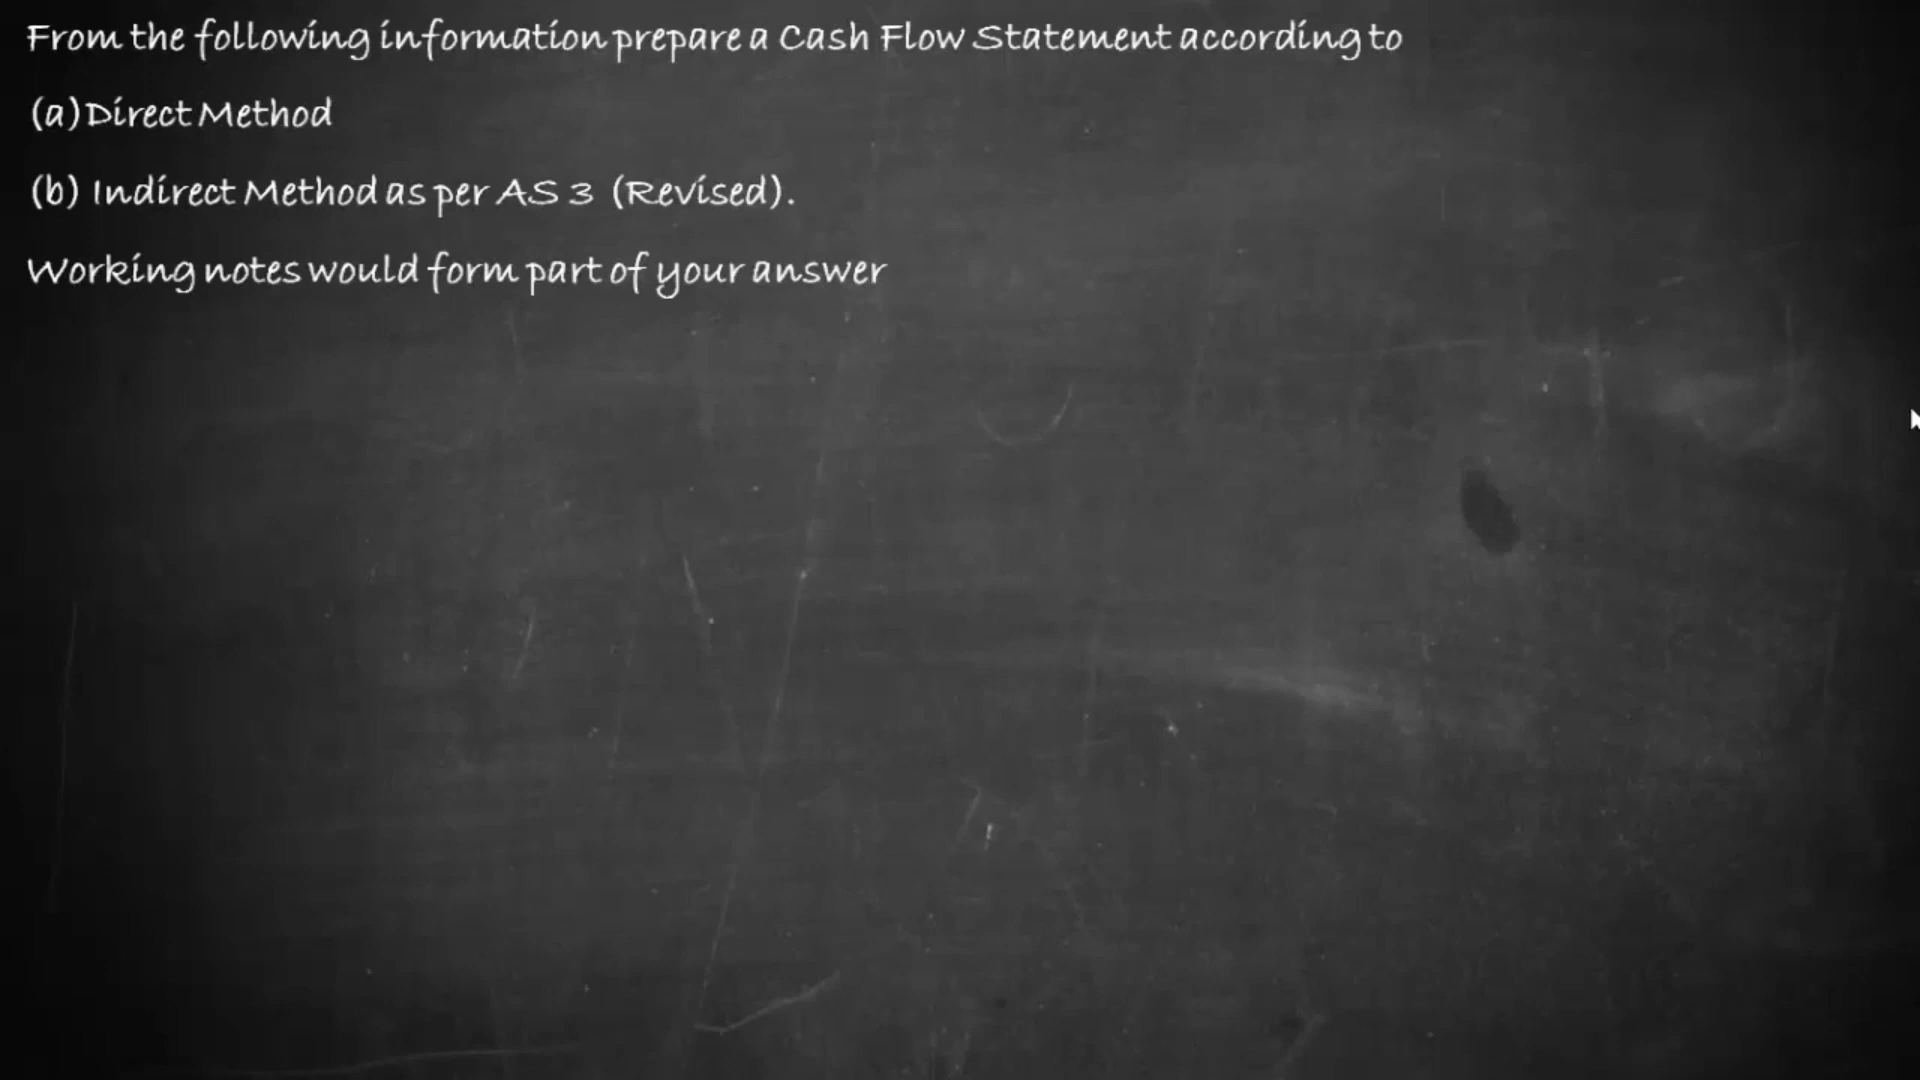 From the following information prepare a Cash Flow Statement according to
(a) Direct Method
(b) Indirect Method as per AS 3 (Revised).
Working notes would form part of your answer